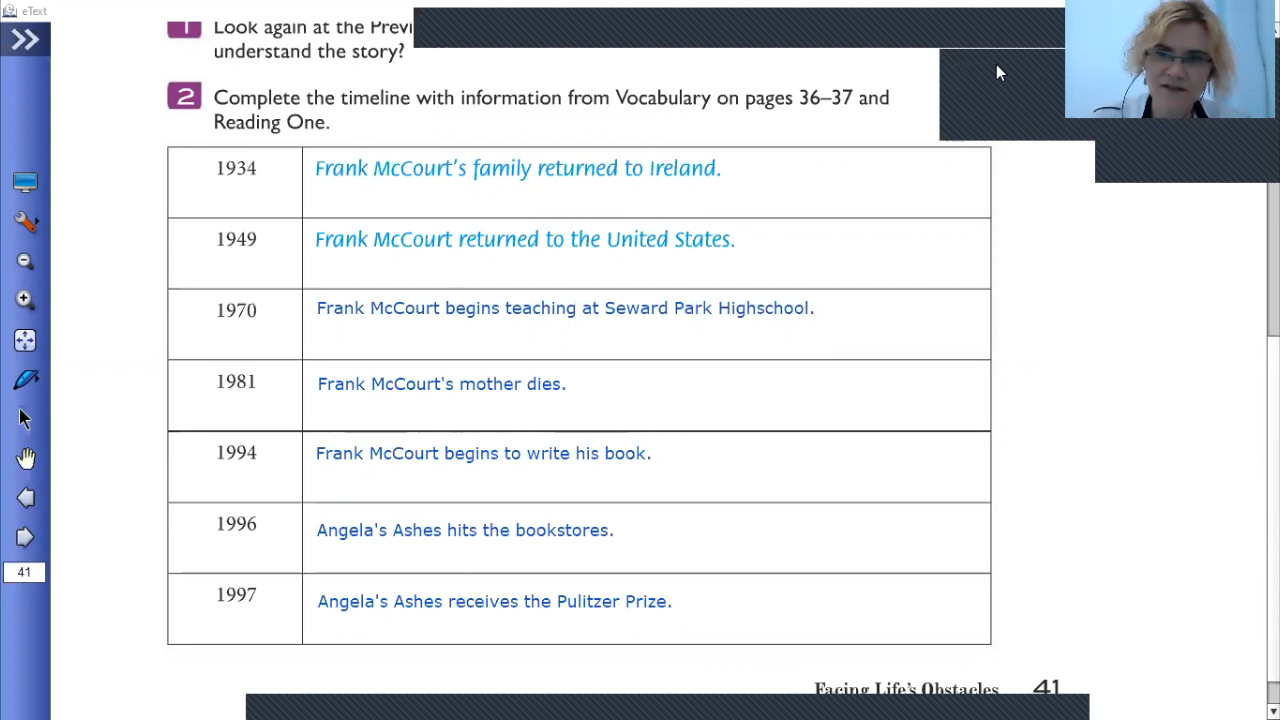 eText
1 Look again at the Previ
understand the story?
2 Complete the timeline with information from Vocabulary on pages 36–37 and
Reading One.
1934 Frank McCourt's family returned to Ireland.
1949 Frank McCourt returned to the United States.
1970 Frank McCourt begins teaching at Seward Park Highschool.
1981 Frank McCourt's mother dies.
1994 Frank McCourt begins to write his book.
1996 Angela's Ashes hits the bookstores.
41
1997 Angela's Ashes receives the Pulitzer Prize.
Facing Life's Obstacles 41